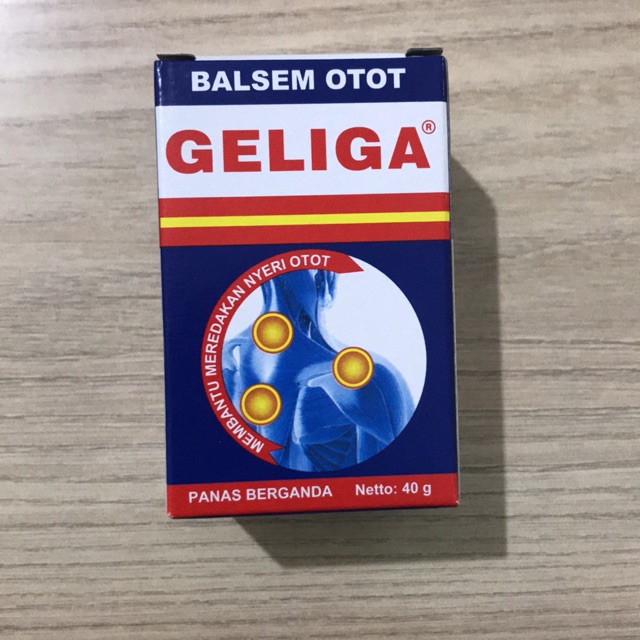 BALSEM OTOT
GELIGA®
MEMBANTU MEREDAKAN NYERI OTOT
PANAS BERGANDA Netto: 40 g